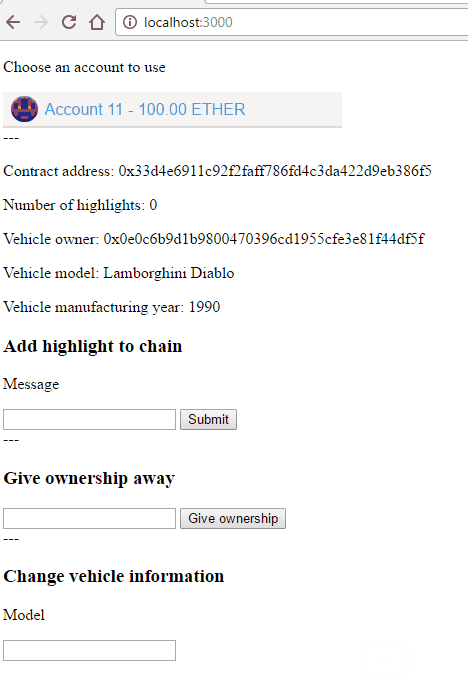 localhost:3000
Choose an account to use
Account 11 - 100.00 ETHER
---
Contract address: 0x33d4e6911c92f2faff786fd4c3da422d9eb386f5
Number of highlights: 0
Vehicle owner: 0x0e0c6b9d1b9800470396cd1955cfe3e81f44df5f
Vehicle model: Lamborghini Diablo
Vehicle manufacturing year: 1990
Add highlight to chain
Message
Submit
---
Give ownership away
Give ownership
---
Change vehicle information
Model